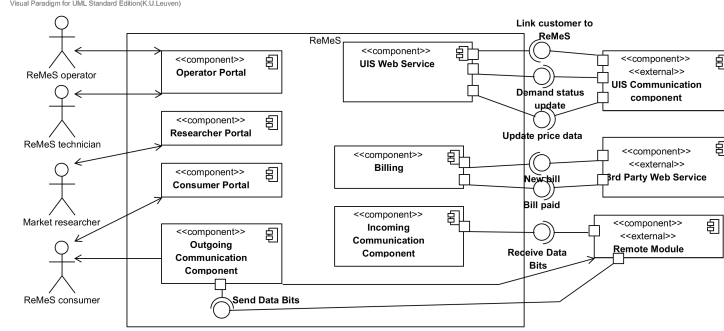 Visual Paradigm for UML Standard Edition(K.U.Leuven)
ReMeS operator
ReMeS technician
Market researcher
ReMeS consumer
ReMeS
<<component>>
Operator Portal
<<component>>
Researcher Portal
<<component>>
Consumer Portal
<<component>>
Outgoing
Communication
Component
Send Data Bits
<<component>>
UIS Web Service
<<component>>
Billing
<<component>>
Incoming
Communication
Component
Link customer to
ReMeS
Demand status
update
Update price data
New bill
Bill paid
Receive Data
Bits
<<component>>
<<external>>
UIS Communication
component
<<component>>
<<external>>
3rd Party Web Service
<<component>>
<<external>>
Remote Module